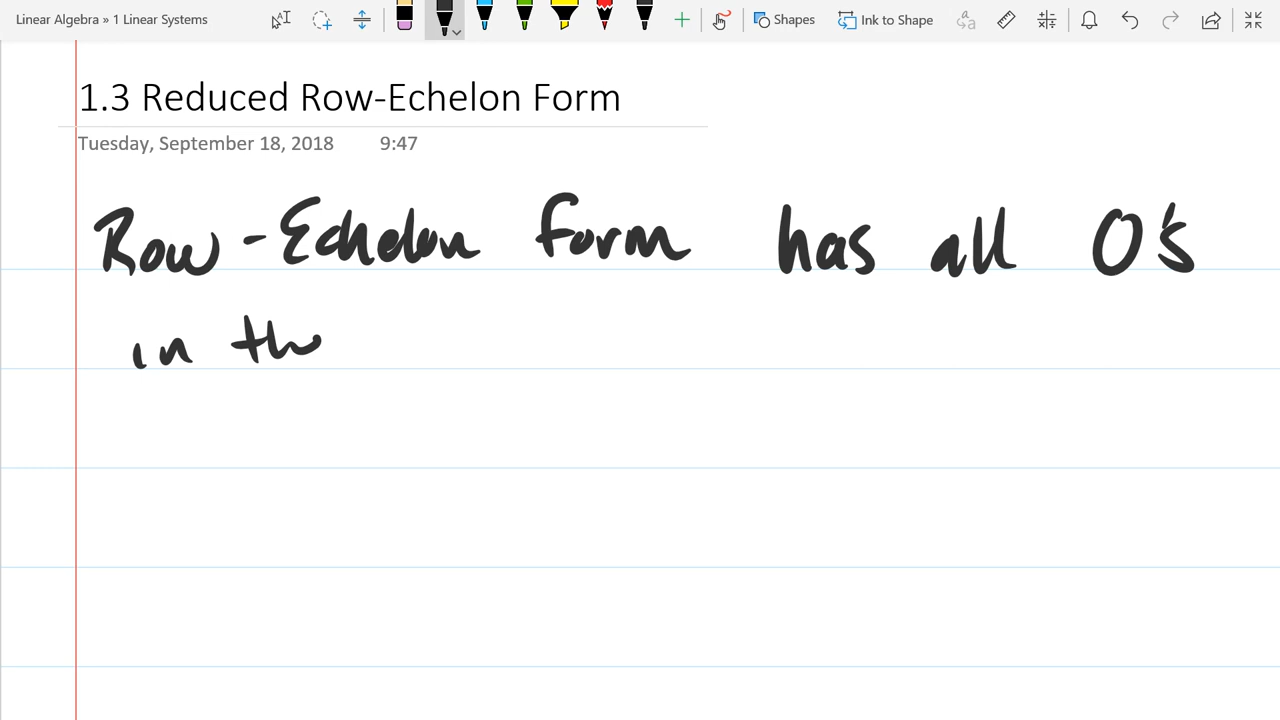 Linear Algebra » 1 Linear Systems
Shapes
Ink to Shape
1.3 Reduced Row-Echelon Form
Tuesday, September 18, 2018 9:47
Row-Echelon form has all 0's
in the